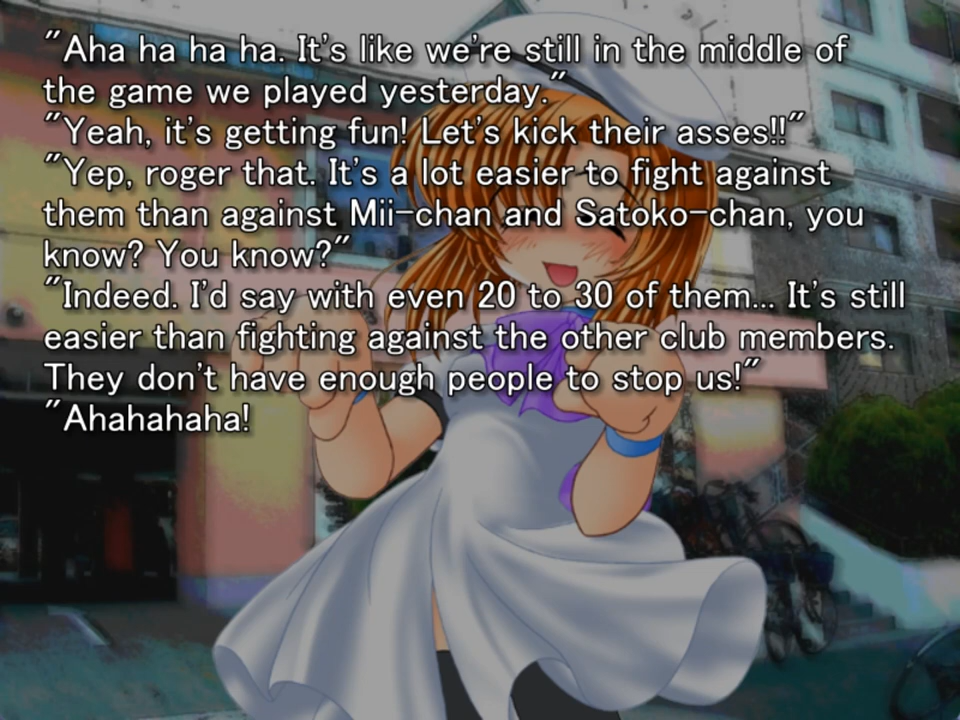 "Aha ha ha ha. It's like we're still in the middle of
the game we played yesterday."
"Yeah, it's getting fun! Let's kick their asses!!"
"Yep, roger that. It's a lot easier to fight against
them than against Mii-chan and Satoko-chan, you
know? You know?"
"Indeed. I'd say with even 20 to 30 of them... It's still
easier than fighting against the other club members.
They don't have enough people to stop us!"
"Ahahahaha!